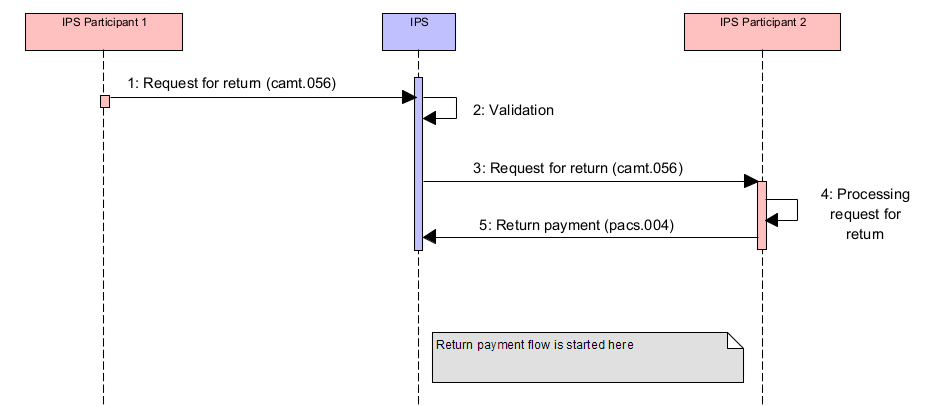 IPS Participant 1
IPS
IPS Participant 2
1: Request for return (camt.056)
2: Validation
3: Request for return (camt.056)
4: Processing
request for
return
5: Return payment (pacs.004)
Return payment flow is started here